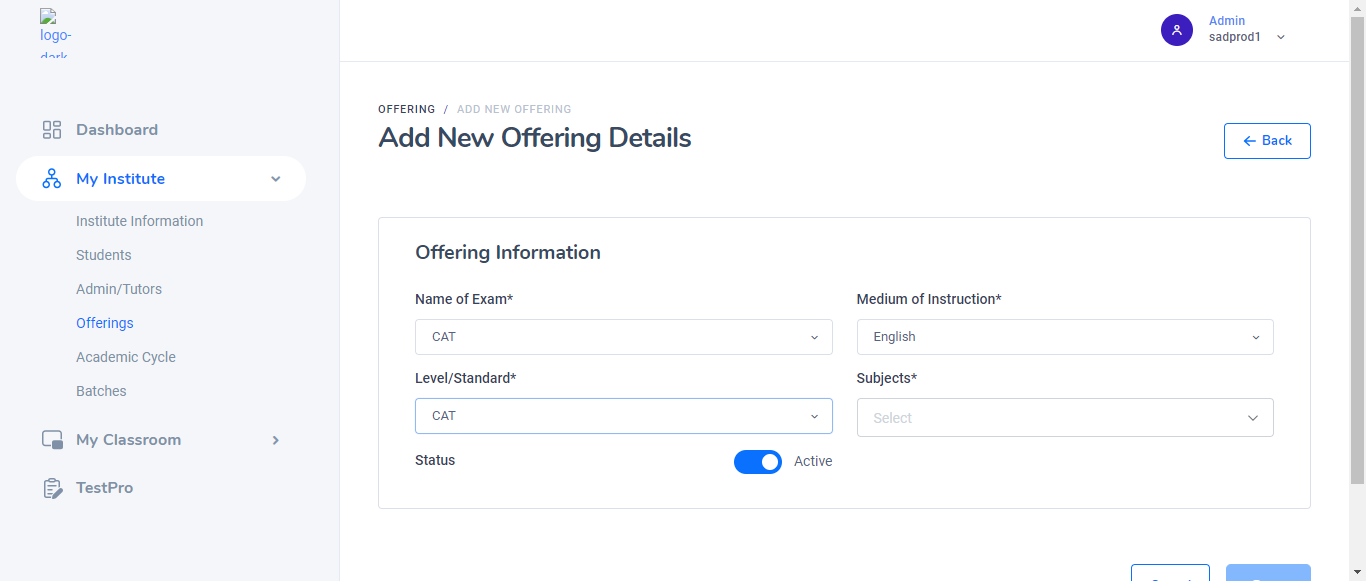 logo-
dark
Admin
sadprod1
OFFERING / ADD NEW OFFERING
Add New Offering Details
Back
Dashboard
My Institute
Institute Information
Students
Admin/Tutors
Offerings
Academic Cycle
Batches
My Classroom
TestPro
Offering Information
Name of Exam*
CAT
Medium of Instruction*
English
Level/Standard*
CAT
Subjects*
Select
Status
Active